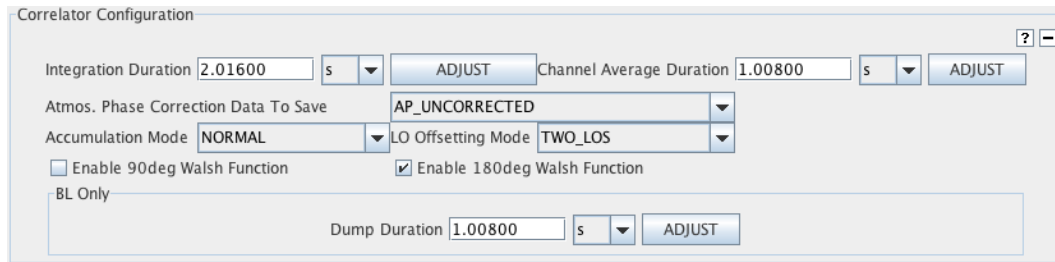 Correlator Configuration
? −
Integration Duration 2.01600 s ADJUST Channel Average Duration 1.00800 s ADJUST
Atmos. Phase Correction Data To Save AP_UNCORRECTED
Accumulation Mode NORMAL LO Offsetting Mode TWO_LOS
Enable 90deg Walsh Function Enable 180deg Walsh Function
BL Only
Dump Duration 1.00800 s ADJUST